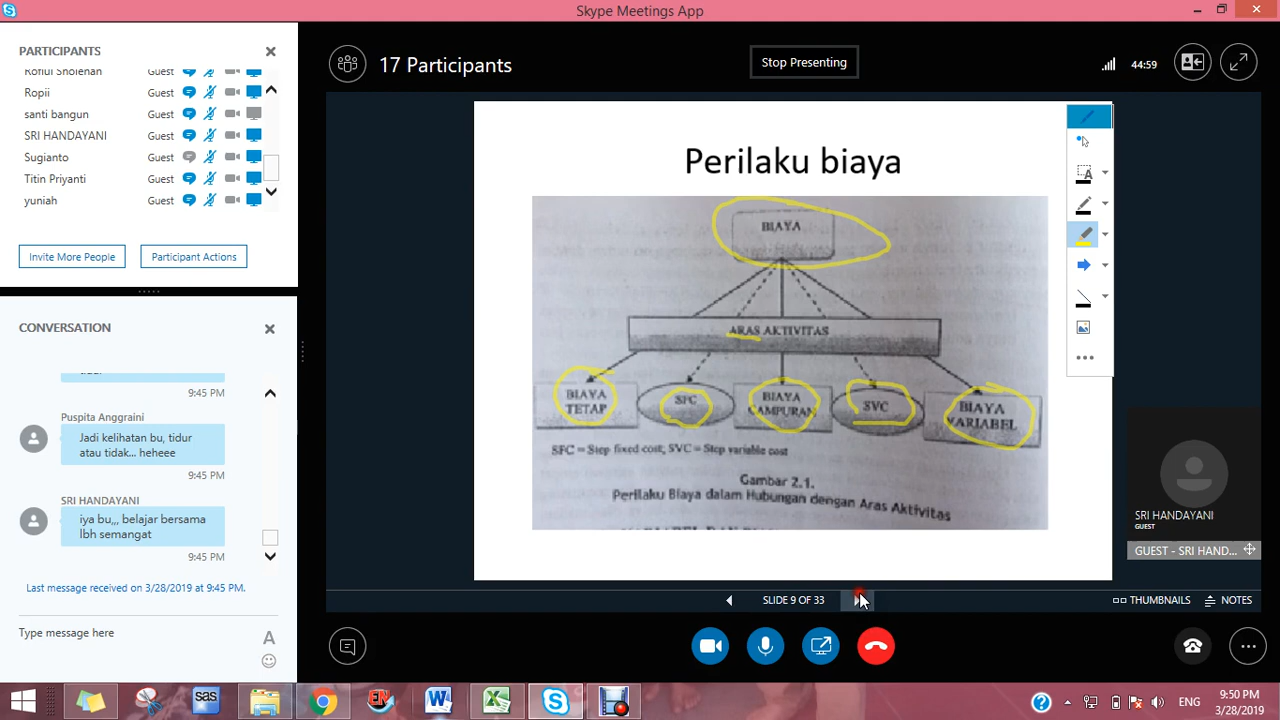 Skype Meetings App
PARTICIPANTS
Rofiul Sholehah Guest
Ropii Guest
santi bangun Guest
SRI HANDAYANI Guest
Sugianto Guest
Titin Priyanti Guest
yuniah Guest
Invite More People
Participant Actions
CONVERSATION
9:45 PM
Puspita Anggraini
Jadi kelihatan bu, tidur
atau tidak... heheee
9:45 PM
SRI HANDAYANI
iya bu,,, belajar bersama
lbh semangat
9:45 PM
Last message received on 3/28/2019 at 9:45 PM.
Type message here
A
17 Participants
Stop Presenting
44:59
Perilaku biaya
BIAYA
ARAS AKTIVITAS
BIAYA
TETAP
SFC
BIAYA
CAMPURAN
SVC
BIAYA
VARIABEL
SFC = Step fixed cost; SVC = Step variable cost
Gambar 2.1.
Perilaku Biaya dalam Hubungan dengan Aras Aktivitas
A
SRI HANDAYANI
GUEST
GUEST - SRI HAND...
SLIDE 9 OF 33
THUMBNAILS
NOTES
sas
ENG
9:50 PM
3/28/2019